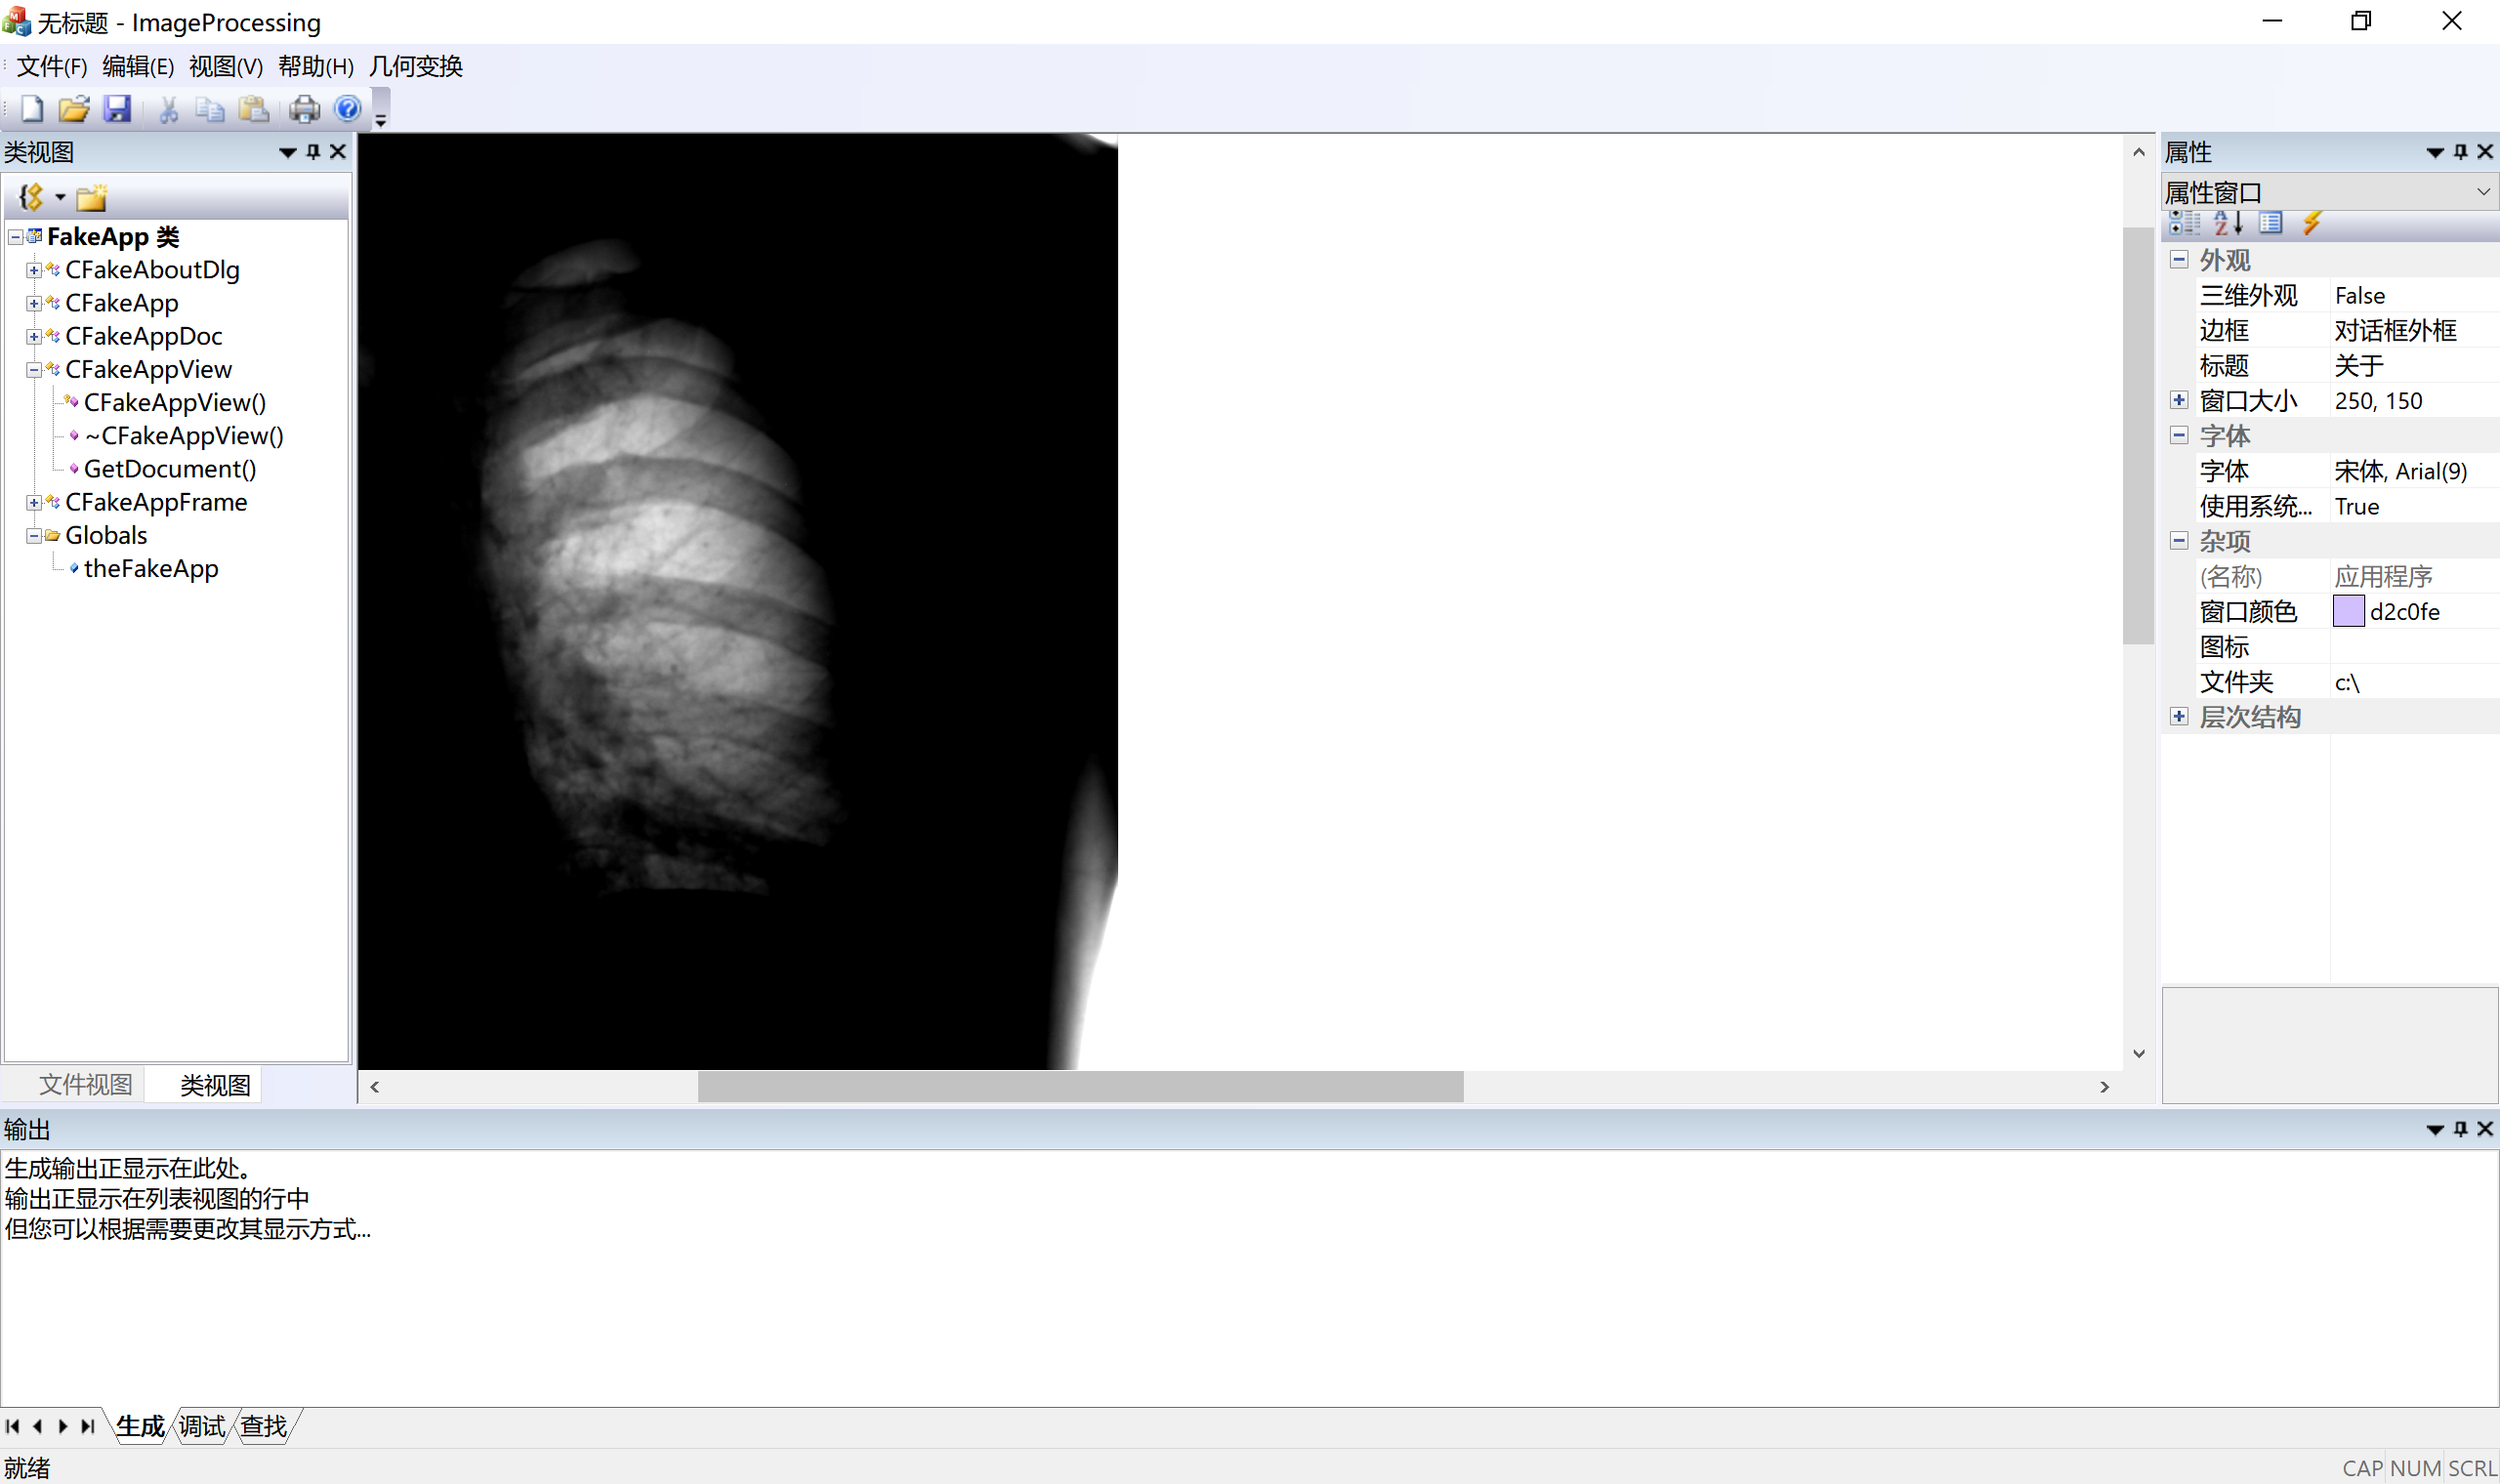 无标题 - ImageProcessing
文件(F) 编辑(E) 视图(V) 帮助(H) 几何变换
类视图
FakeApp 类
CFakeAboutDlg
CFakeApp
CFakeAppDoc
CFakeAppView
CFakeAppView()
~CFakeAppView()
GetDocument()
CFakeAppFrame
Globals
theFakeApp
文件视图 类视图
属性
属性窗口
外观
三维外观 False
边框 对话框外框
标题 关于
窗口大小 250, 150
字体
字体 宋体, Arial(9)
使用系统... True
杂项
(名称) 应用程序
窗口颜色 d2c0fe
图标
文件夹 c:\
层次结构
输出
生成输出正显示在此处。
输出正显示在列表视图的行中
但您可以根据需要更改其显示方式...
生成 调试 查找
就绪
CAP NUM SCRL